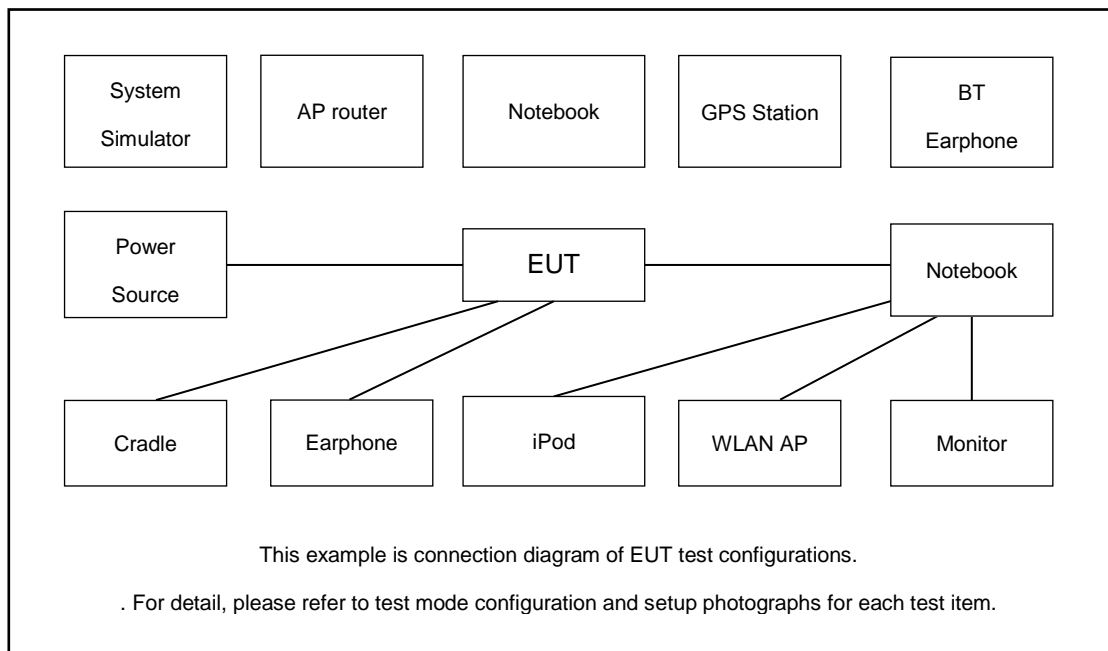 System
Simulator
AP router
Notebook
GPS Station
BT
Earphone
Power
Source
EUT
Notebook
Cradle
Earphone
iPod
WLAN AP
Monitor
This example is connection diagram of EUT test configurations.
. For detail, please refer to test mode configuration and setup photographs for each test item.